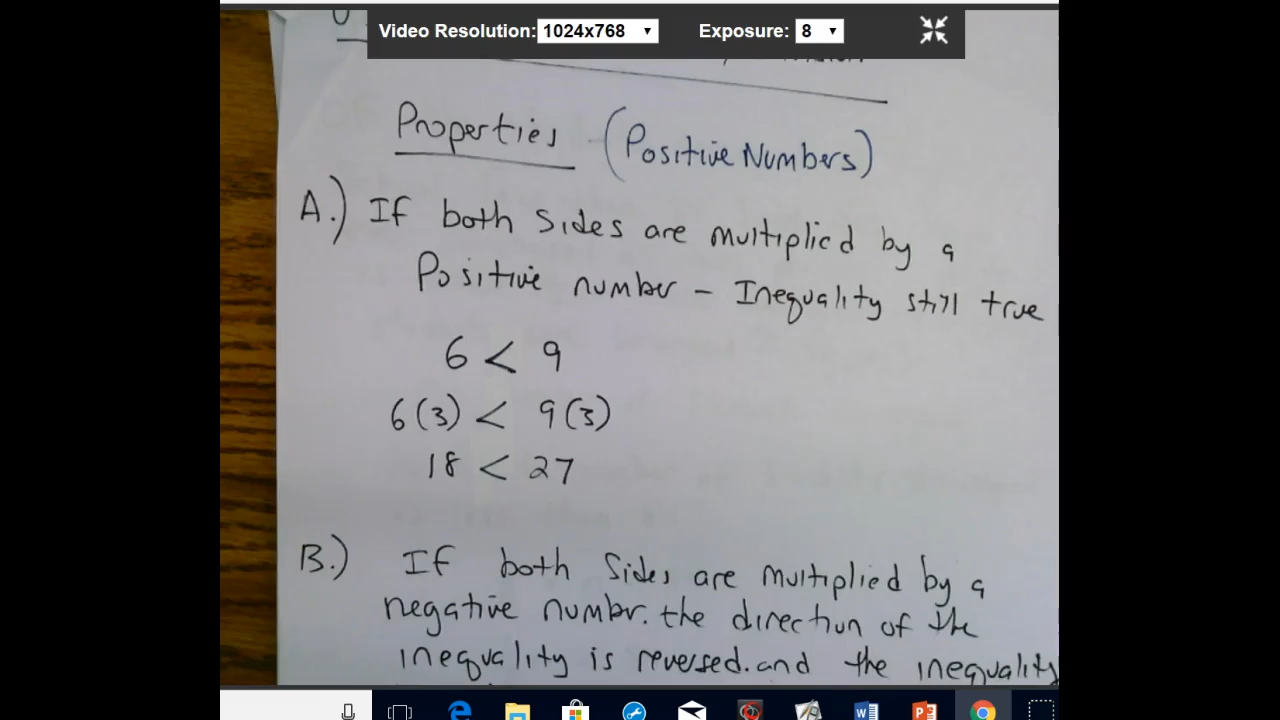 Video Resolution: 1024x768 Exposure: 8
Properties (Positive Numbers)
A.) If both Sides are multiplied by a
Positive number - Inequality still true
6 < 9
6(3) < 9(3)
18 < 27
B.) If both Sides are multiplied by a
negative numbr. the direction of the
inequality is reversed. and the inequality